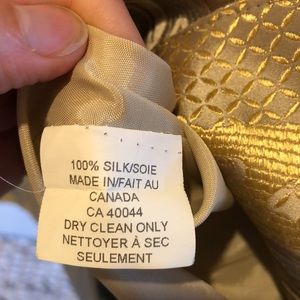 100% SILK/SOIE
MADE IN/FAIT AU
CANADA
CA 40044
DRY CLEAN ONLY
NETTOYER À SEC
SEULEMENT